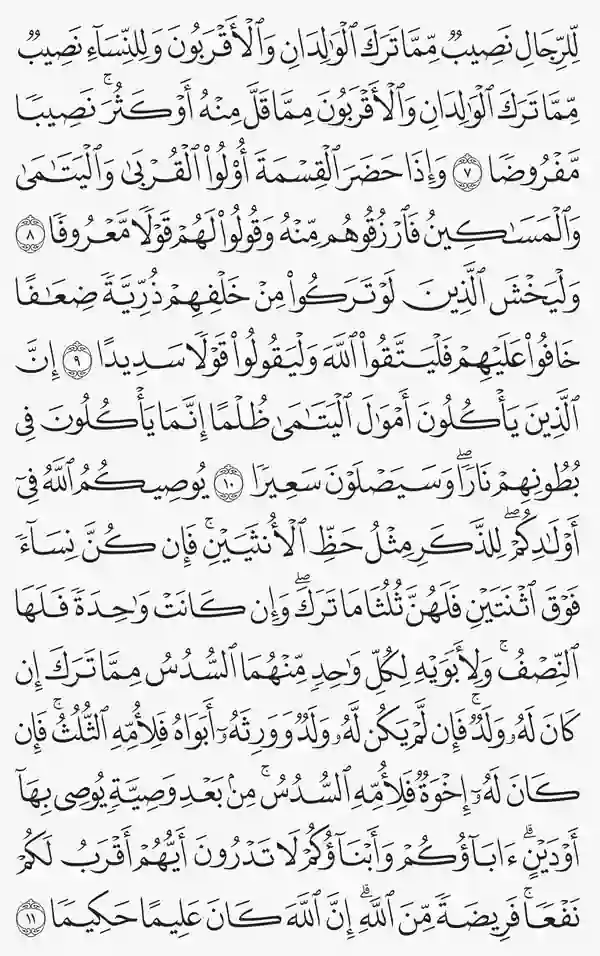 لِّلرِّجَالِ نَصِيبٌ مِّمَّا تَرَكَ ٱلْوَٰلِدَانِ وَٱلْأَقْرَبُونَ وَلِلنِّسَآءِ نَصِيبٌ
مِّمَّا تَرَكَ ٱلْوَٰلِدَانِ وَٱلْأَقْرَبُونَ مِمَّا قَلَّ مِنْهُ أَوْ كَثُرَ ۚ نَصِيبًا
مَّفْرُوضًا ٧ وَإِذَا حَضَرَ ٱلْقِسْمَةَ أُو۟لُوا۟ ٱلْقُرْبَىٰ وَٱلْيَتَٰمَىٰ
وَٱلْمَسَٰكِينُ فَٱرْزُقُوهُم مِّنْهُ وَقُولُوا۟ لَهُمْ قَوْلًا مَّعْرُوفًا ٨
وَلْيَخْشَ ٱلَّذِينَ لَوْ تَرَكُوا۟ مِنْ خَلْفِهِمْ ذُرِّيَّةً ضِعَٰفًا
خَافُوا۟ عَلَيْهِمْ فَلْيَتَّقُوا۟ ٱللَّهَ وَلْيَقُولُوا۟ قَوْلًا سَدِيدًا ٩ إِنَّ
ٱلَّذِينَ يَأْكُلُونَ أَمْوَٰلَ ٱلْيَتَٰمَىٰ ظُلْمًا إِنَّمَا يَأْكُلُونَ فِى
بُطُونِهِمْ نَارًا ۖ وَسَيَصْلَوْنَ سَعِيرًا ١٠ يُوصِيكُمُ ٱللَّهُ فِىٓ
أَوْلَٰدِكُمْ ۖ لِلذَّكَرِ مِثْلُ حَظِّ ٱلْأُنثَيَيْنِ ۚ فَإِن كُنَّ نِسَآءً
فَوْقَ ٱثْنَتَيْنِ فَلَهُنَّ ثُلُثَا مَا تَرَكَ ۖ وَإِن كَانَتْ وَٰحِدَةً فَلَهَا
ٱلنِّصْفُ ۚ وَلِأَبَوَيْهِ لِكُلِّ وَٰحِدٍ مِّنْهُمَا ٱلسُّدُسُ مِمَّا تَرَكَ إِن
كَانَ لَهُۥ وَلَدٌ ۚ فَإِن لَّمْ يَكُن لَّهُۥ وَلَدٌ وَوَرِثَهُۥٓ أَبَوَاهُ فَلِأُمِّهِ ٱلثُّلُثُ ۚ فَإِن
كَانَ لَهُۥٓ إِخْوَةٌ فَلِأُمِّهِ ٱلسُّدُسُ ۚ مِنۢ بَعْدِ وَصِيَّةٍ يُوصِى بِهَآ
أَوْ دَيْنٍ ۗ ءَابَآؤُكُمْ وَأَبْنَآؤُكُمْ لَا تَدْرُونَ أَيُّهُمْ أَقْرَبُ لَكُمْ
نَفْعًا ۚ فَرِيضَةً مِّنَ ٱللَّهِ ۗ إِنَّ ٱللَّهَ كَانَ عَلِيمًا حَكِيمًا ١١